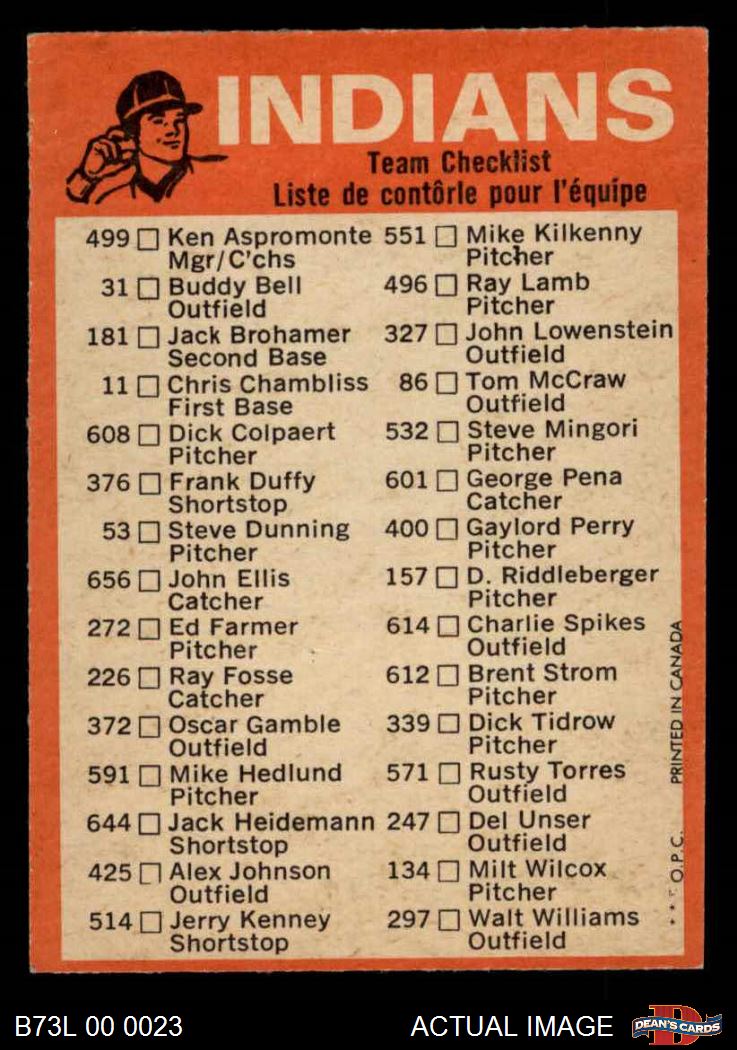 INDIANS
Team Checklist
Liste de contôrle pour l'équipe
499 Ken Aspromonte
Mgr/C'chs
31 Buddy Bell
Outfield
181 Jack Brohamer
Second Base
11 Chris Chambliss
First Base
608 Dick Colpaert
Pitcher
376 Frank Duffy
Shortstop
53 Steve Dunning
Pitcher
656 John Ellis
Catcher
272 Ed Farmer
Pitcher
226 Ray Fosse
Catcher
372 Oscar Gamble
Outfield
591 Mike Hedlund
Pitcher
644 Jack Heidemann
Shortstop
425 Alex Johnson
Outfield
514 Jerry Kenney
Shortstop
551 Mike Kilkenny
Pitcher
496 Ray Lamb
Pitcher
327 John Lowenstein
Outfield
86 Tom McCraw
Outfield
532 Steve Mingori
Pitcher
601 George Pena
Catcher
400 Gaylord Perry
Pitcher
157 D. Riddleberger
Pitcher
614 Charlie Spikes
Outfield
612 Brent Strom
Pitcher
339 Dick Tidrow
Pitcher
571 Rusty Torres
Outfield
247 Del Unser
Outfield
134 Milt Wilcox
Pitcher
297 Walt Williams
Outfield
*** O.P.C. PRINTED IN CANADA
B73L 00 0023
ACTUAL IMAGE
D
DEAN'S CARDS